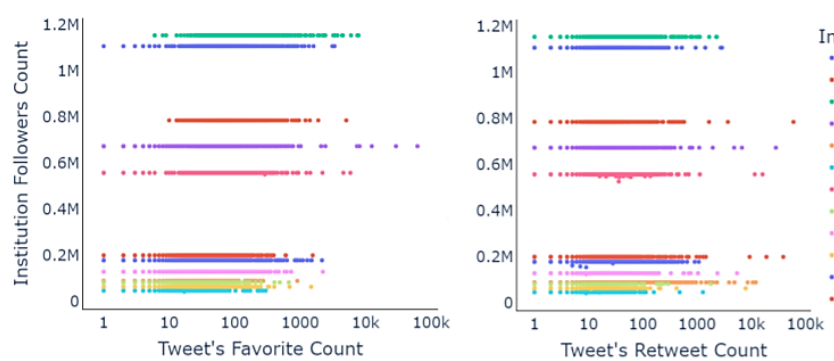 Institution Followers Count
1.2M
1M
0.8M
0.6M
0.4M
0.2M
0
1 10 100 1000 10k 100k
Tweet's Favorite Count
1.2M
1M
0.8M
0.6M
0.4M
0.2M
0
1 10 100 1000 10k 100k
Tweet's Retweet Count
In